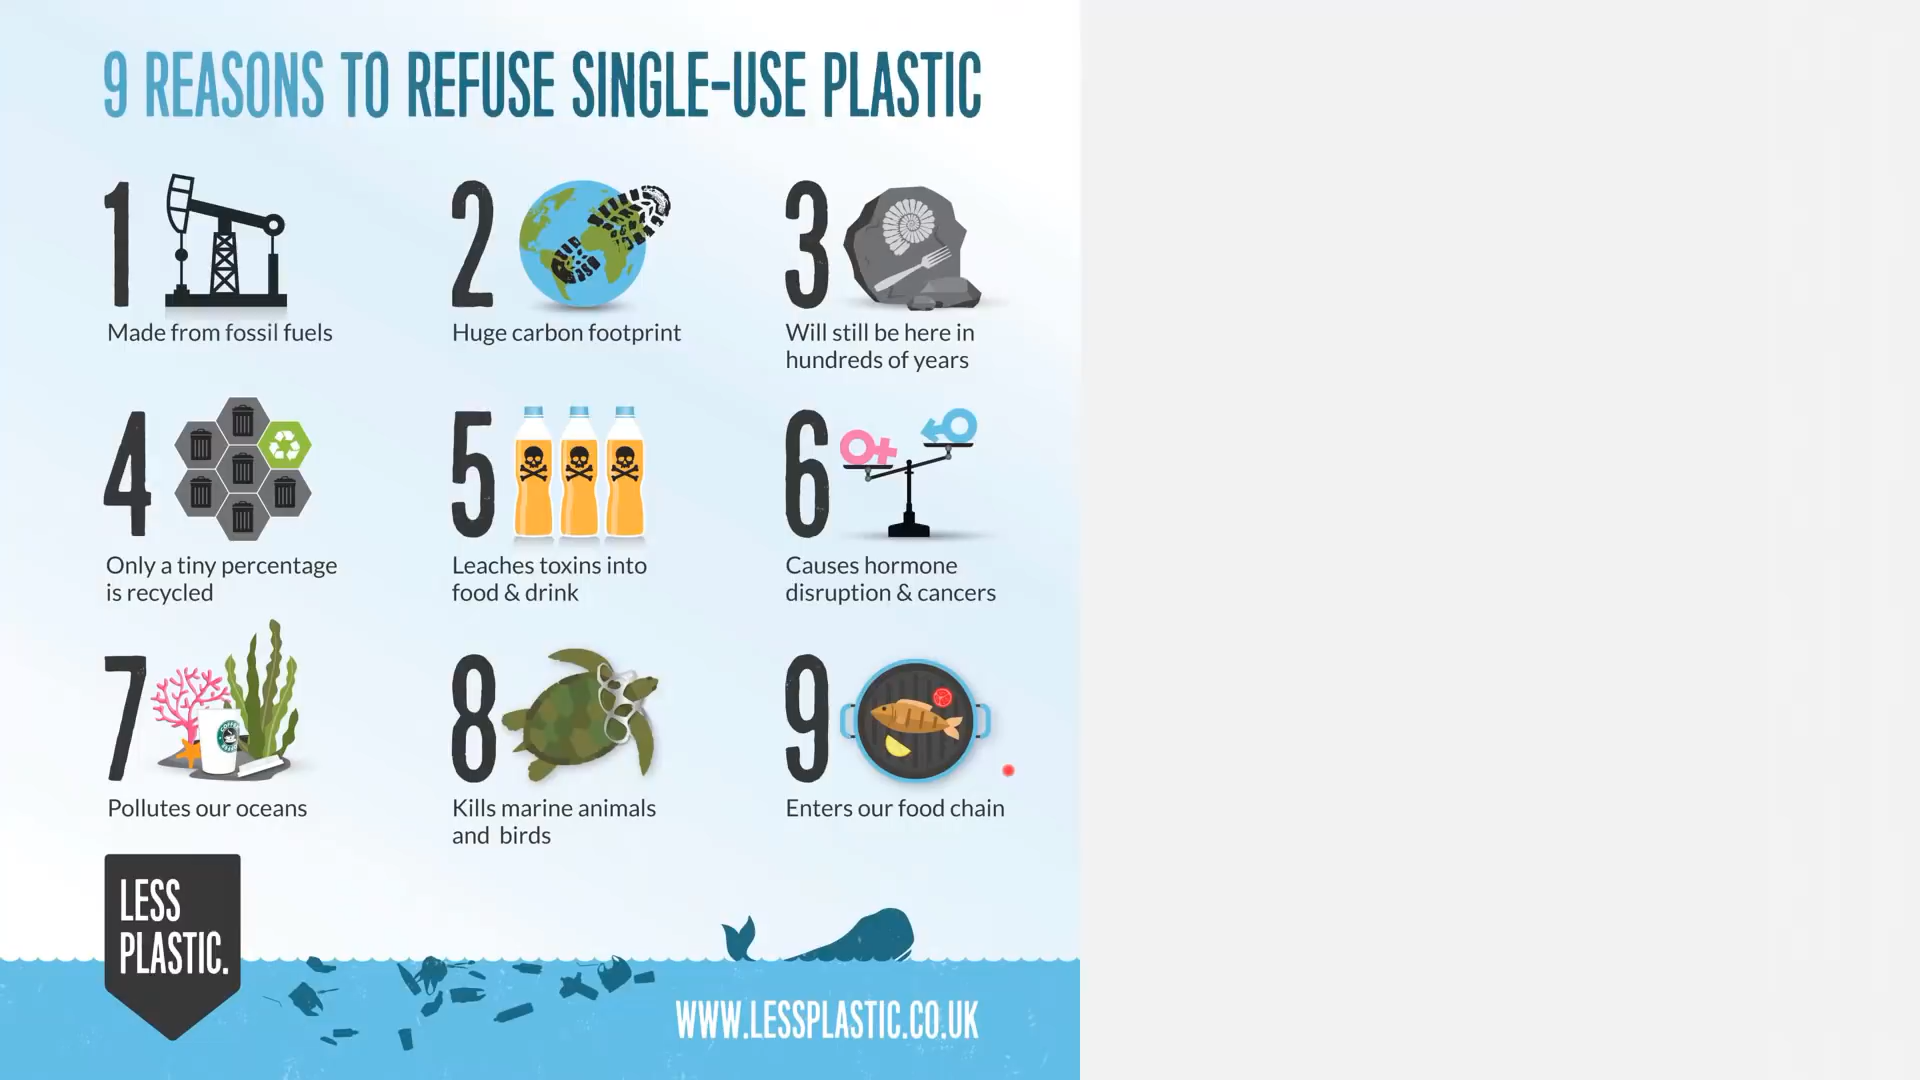 9 REASONS TO REFUSE SINGLE-USE PLASTIC
1
Made from fossil fuels
2
Huge carbon footprint
3
Will still be here in
hundreds of years
4
Only a tiny percentage
is recycled
5
Leaches toxins into
food & drink
6
Causes hormone
disruption & cancers
7
COFFEE
Pollutes our oceans
8
Kills marine animals
and birds
9
Enters our food chain
LESS
PLASTIC.
WWW.LESSPLASTIC.CO.UK